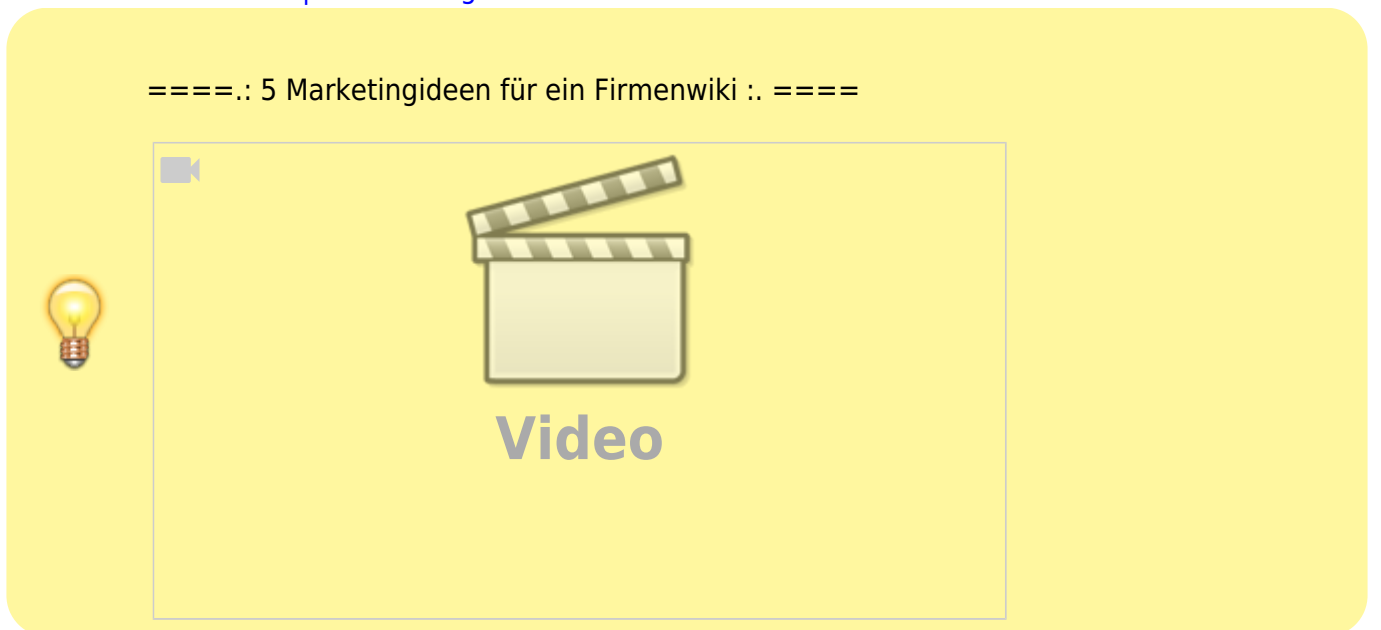 ====.: 5 Marketingideen für ein Firmenwiki :. ====
Video